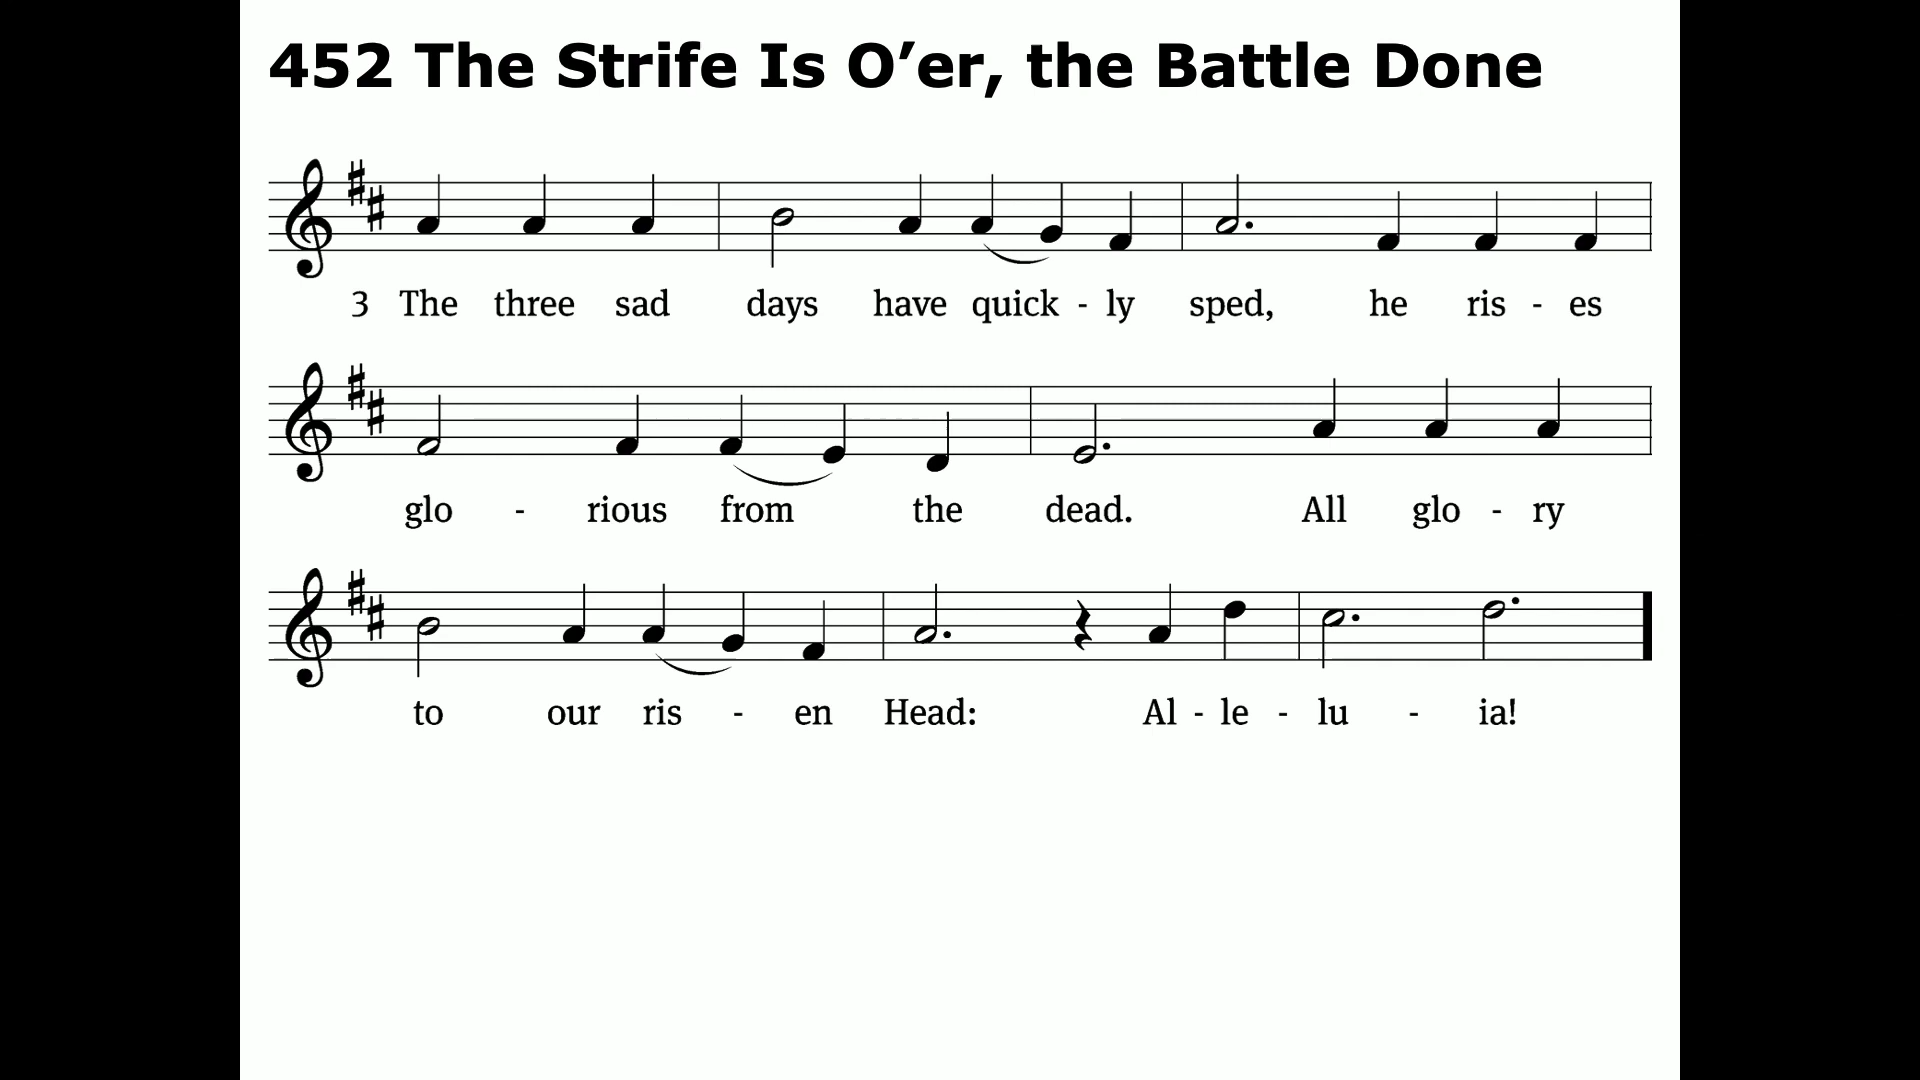 452 The Strife Is O’er, the Battle Done
3 The three sad days have quick - ly sped, he ris - es
glo - rious from the dead. All glo - ry
to our ris - en Head: Al - le - lu - ia!